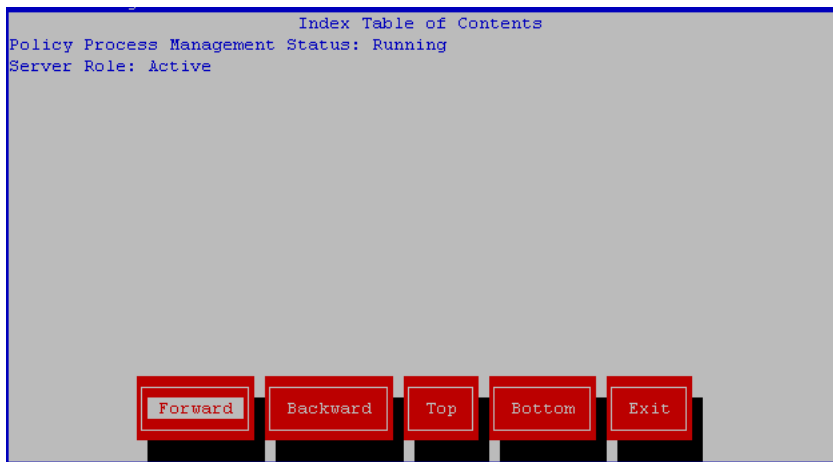 Index Table of Contents
Policy Process Management Status: Running
Server Role: Active
Forward Backward Top Bottom Exit